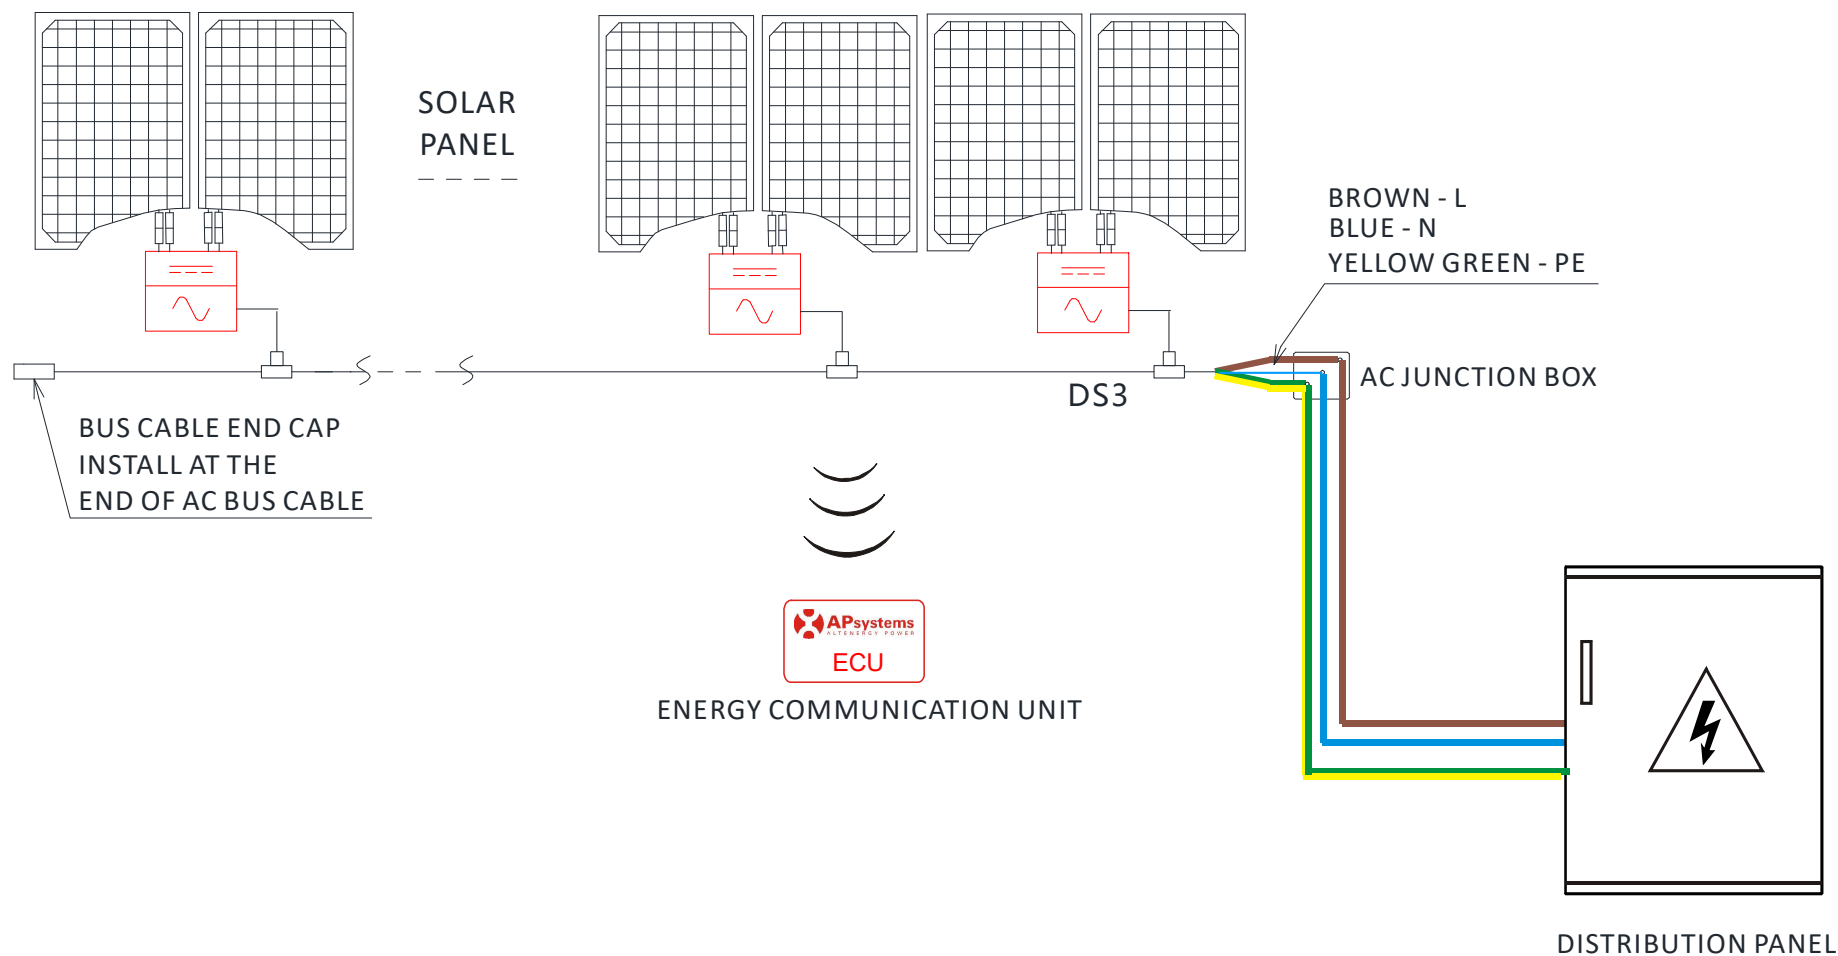 SOLAR
PANEL
BROWN - L
BLUE - N
YELLOW GREEN - PE
AC JUNCTION BOX
DS3
BUS CABLE END CAP
INSTALL AT THE
END OF AC BUS CABLE
APsystems
ALTENERGY POWER
ECU
ENERGY COMMUNICATION UNIT
DISTRIBUTION PANEL